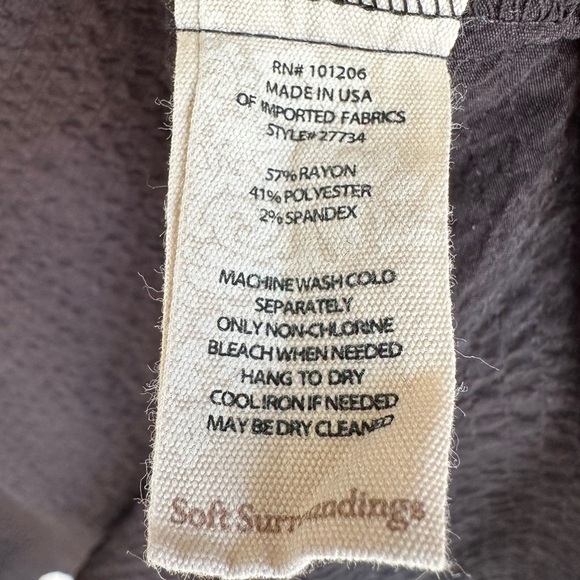 RN# 101206
MADE IN USA
OF IMPORTED FABRICS
STYLE# 27734
57% RAYON
41% POLYESTER
2% SPANDEX
MACHINE WASH COLD
SEPARATELY
ONLY NON-CHLORINE
BLEACH WHEN NEEDED
HANG TO DRY
COOL IRON IF NEEDED
MAY BE DRY CLEANED
Soft Surroundings